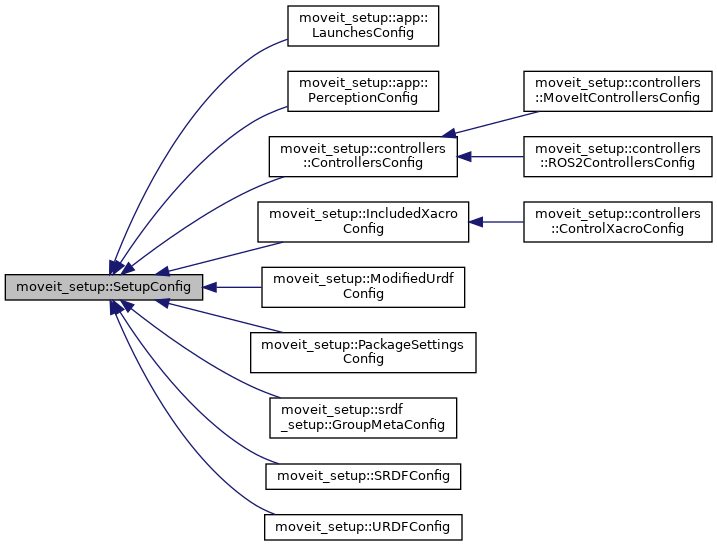 moveit_setup::app::
LaunchesConfig
moveit_setup::app::
PerceptionConfig
moveit_setup::controllers
::MoveItControllersConfig
moveit_setup::controllers
::ControllersConfig
moveit_setup::controllers
::ROS2ControllersConfig
moveit_setup::IncludedXacro
Config
moveit_setup::controllers
::ControlXacroConfig
moveit_setup::SetupConfig
moveit_setup::ModifiedUrdf
Config
moveit_setup::PackageSettings
Config
moveit_setup::srdf
_setup::GroupMetaConfig
moveit_setup::SRDFConfig
moveit_setup::URDFConfig